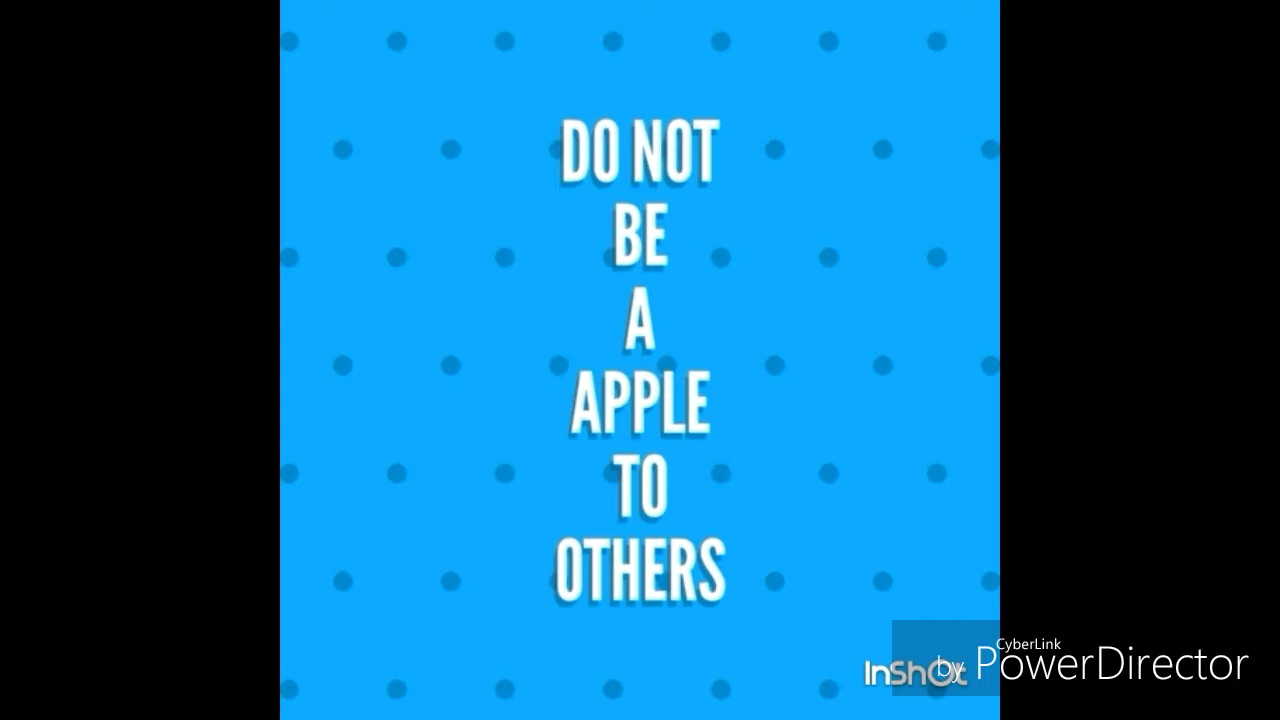 DO NOT
BE
A
APPLE
TO
OTHERS
CyberLink
by PowerDirector
InShOt